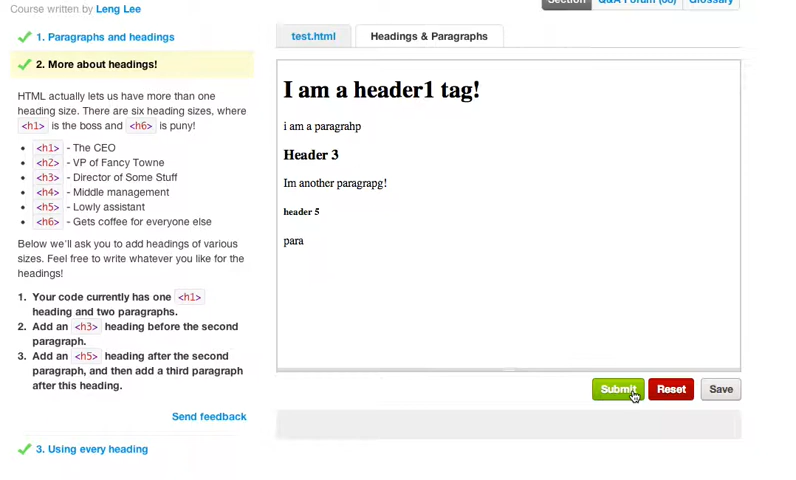 Course written by Leng Lee
1. Paragraphs and headings
2. More about headings!
HTML actually lets us have more than one
heading size. There are six heading sizes, where
<h1> is the boss and <h6> is puny!
<h1> - The CEO
<h2> - VP of Fancy Towne
<h3> - Director of Some Stuff
<h4> - Middle management
<h5> - Lowly assistant
<h6> - Gets coffee for everyone else
Below we'll ask you to add headings of various
sizes. Feel free to write whatever you like for the
headings!
1. Your code currently has one <h1>
heading and two paragraphs.
2. Add an <h3> heading before the second
paragraph.
3. Add an <h5> heading after the second
paragraph, and then add a third paragraph
after this heading.
Send feedback
3. Using every heading
Section Q&A Forum Glossary
test.html Headings & Paragraphs
I am a header1 tag!
i am a paragrahp
Header 3
Im another paragrapg!
header 5
para
Submit Reset Save